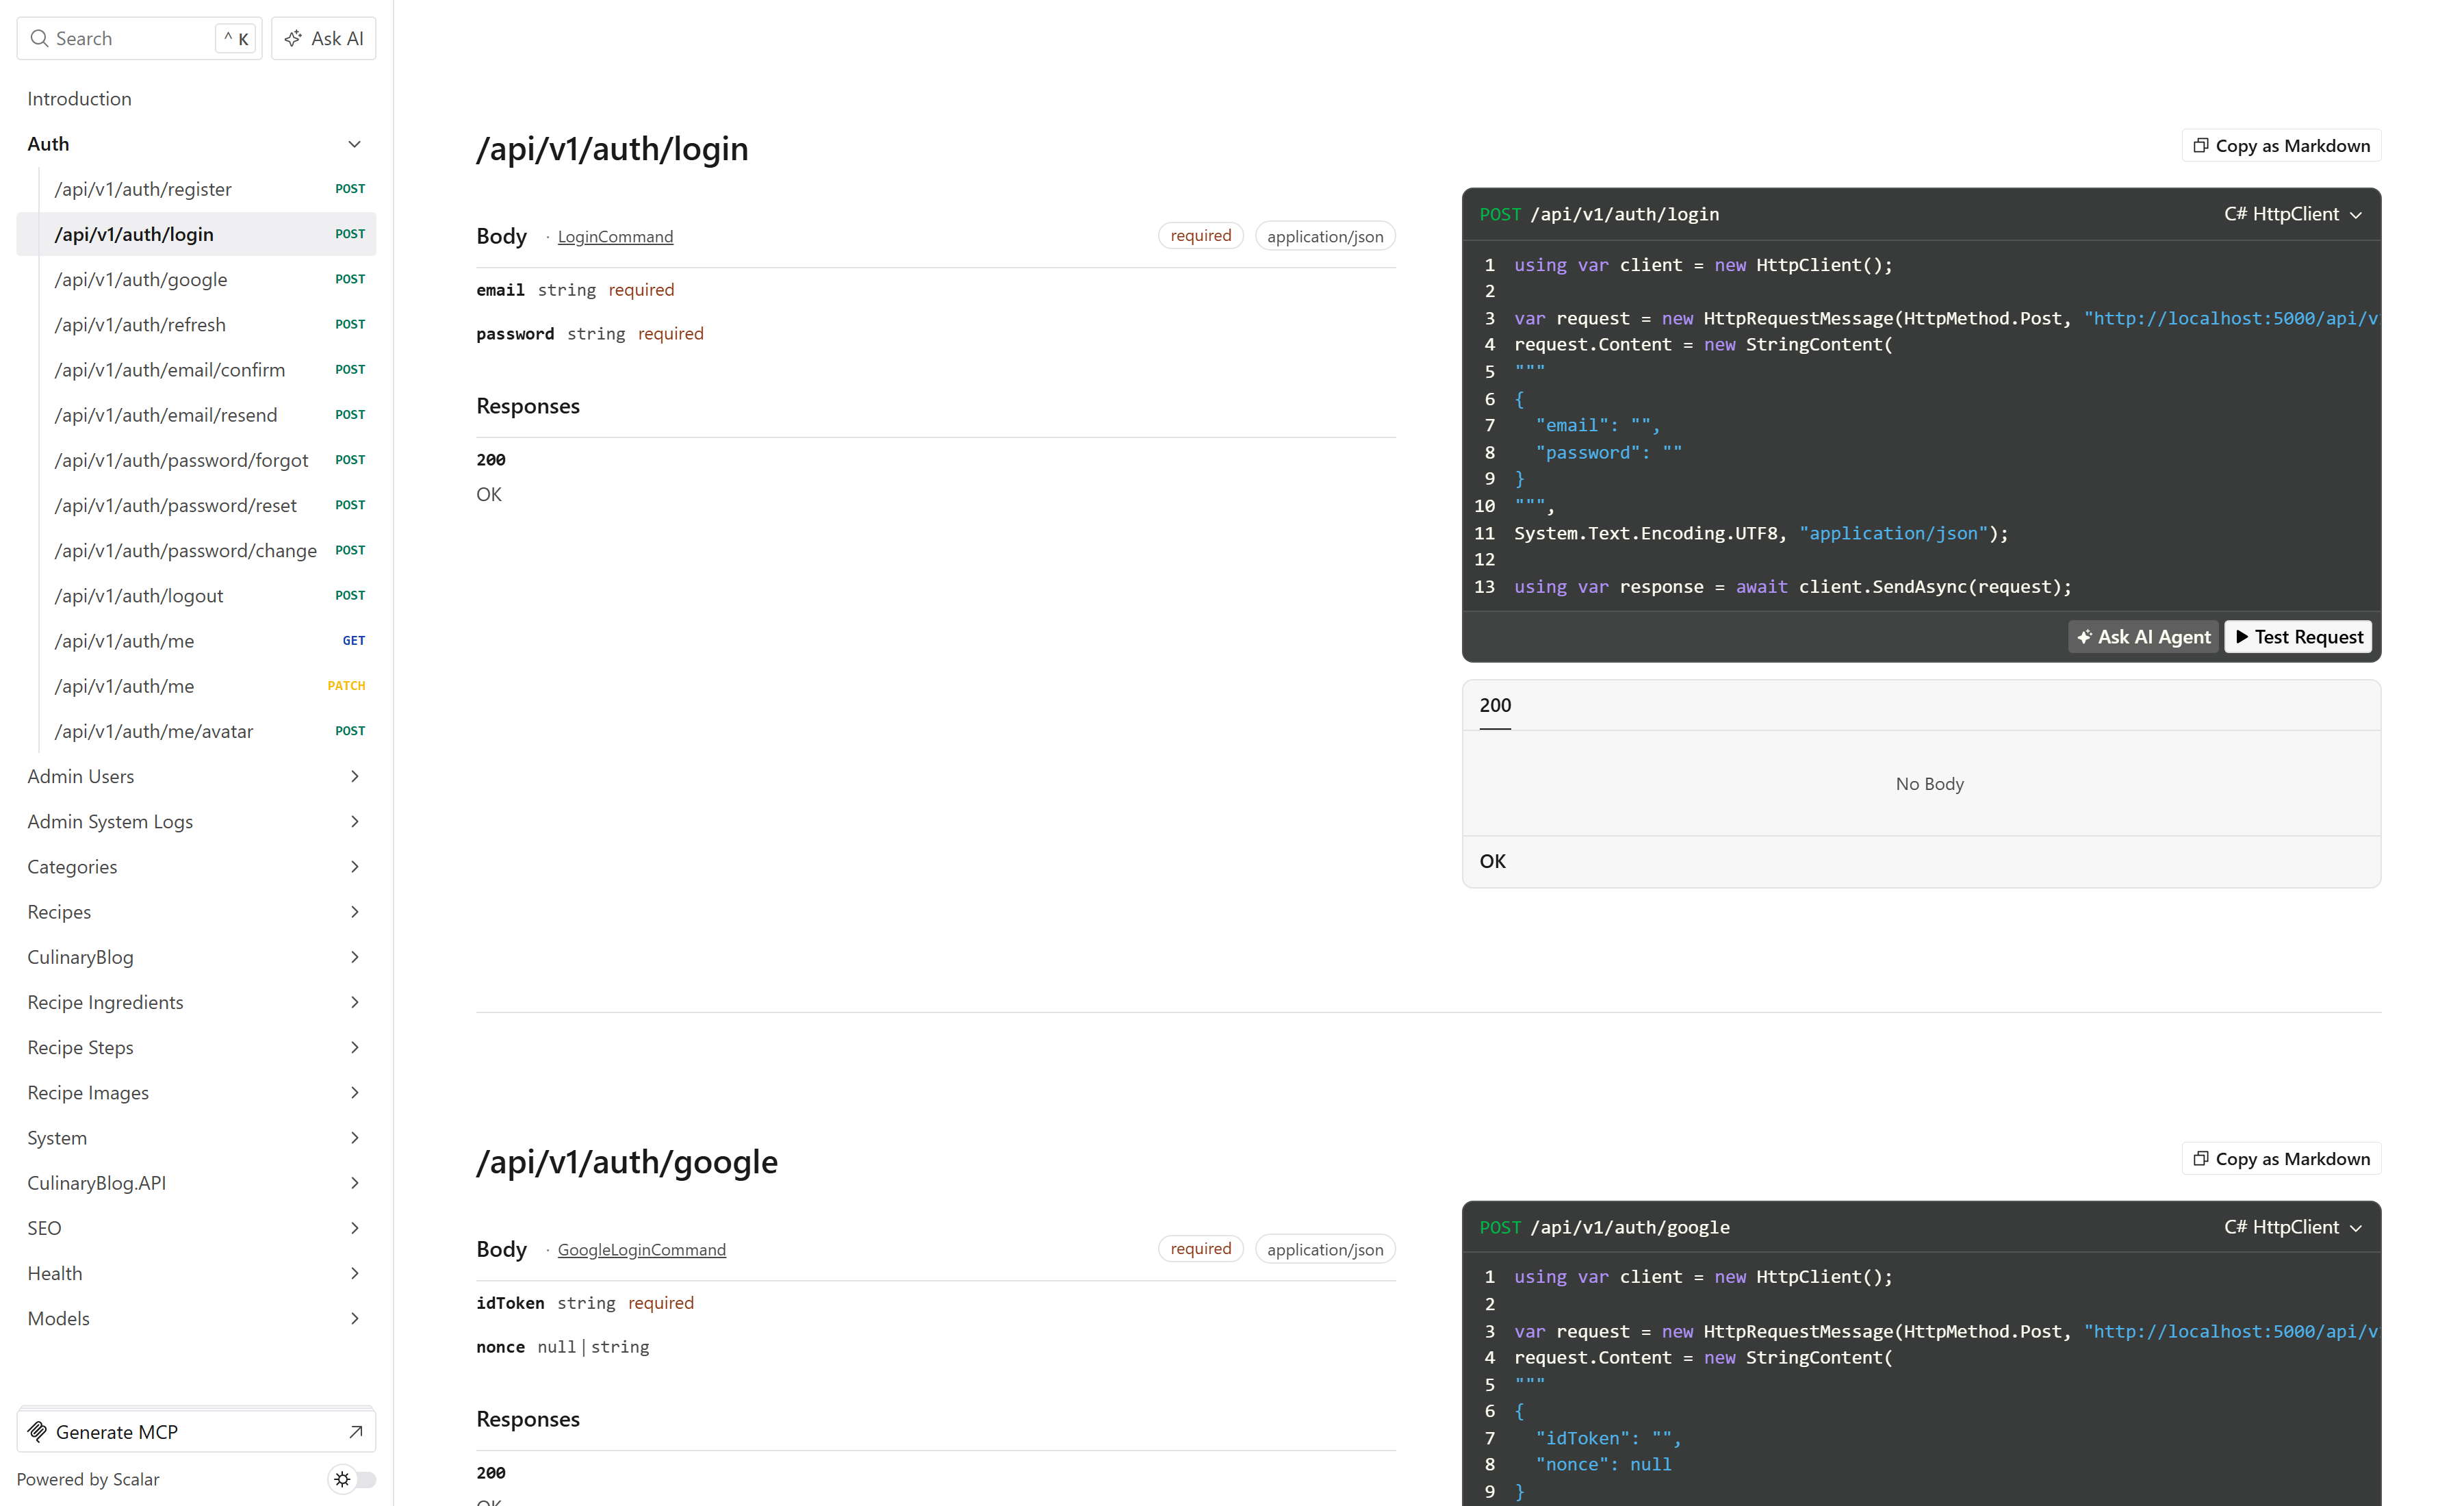 Search
^ K
Ask AI
Introduction
Auth
/api/v1/auth/register POST
/api/v1/auth/login POST
/api/v1/auth/google POST
/api/v1/auth/refresh POST
/api/v1/auth/email/confirm POST
/api/v1/auth/email/resend POST
/api/v1/auth/password/forgot POST
/api/v1/auth/password/reset POST
/api/v1/auth/password/change POST
/api/v1/auth/logout POST
/api/v1/auth/me GET
/api/v1/auth/me PATCH
/api/v1/auth/me/avatar POST
Admin Users
Admin System Logs
Categories
Recipes
CulinaryBlog
Recipe Ingredients
Recipe Steps
Recipe Images
System
CulinaryBlog.API
SEO
Health
Models
Generate MCP
Powered by Scalar
/api/v1/auth/login
Copy as Markdown
Body · LoginCommand required application/json
email string required
password string required
Responses
200
OK
POST /api/v1/auth/login C# HttpClient
1 using var client = new HttpClient();
2
3 var request = new HttpRequestMessage(HttpMethod.Post, "http://localhost:5000/api/v
4 request.Content = new StringContent(
5 """
6 {
7 "email": "",
8 "password": ""
9 }
10 """,
11 System.Text.Encoding.UTF8, "application/json");
12
13 using var response = await client.SendAsync(request);
Ask AI Agent
Test Request
200
No Body
OK
/api/v1/auth/google
Copy as Markdown
Body · GoogleLoginCommand required application/json
idToken string required
nonce null | string
Responses
200
OK
POST /api/v1/auth/google C# HttpClient
1 using var client = new HttpClient();
2
3 var request = new HttpRequestMessage(HttpMethod.Post, "http://localhost:5000/api/v
4 request.Content = new StringContent(
5 """
6 {
7 "idToken": "",
8 "nonce": null
9 }